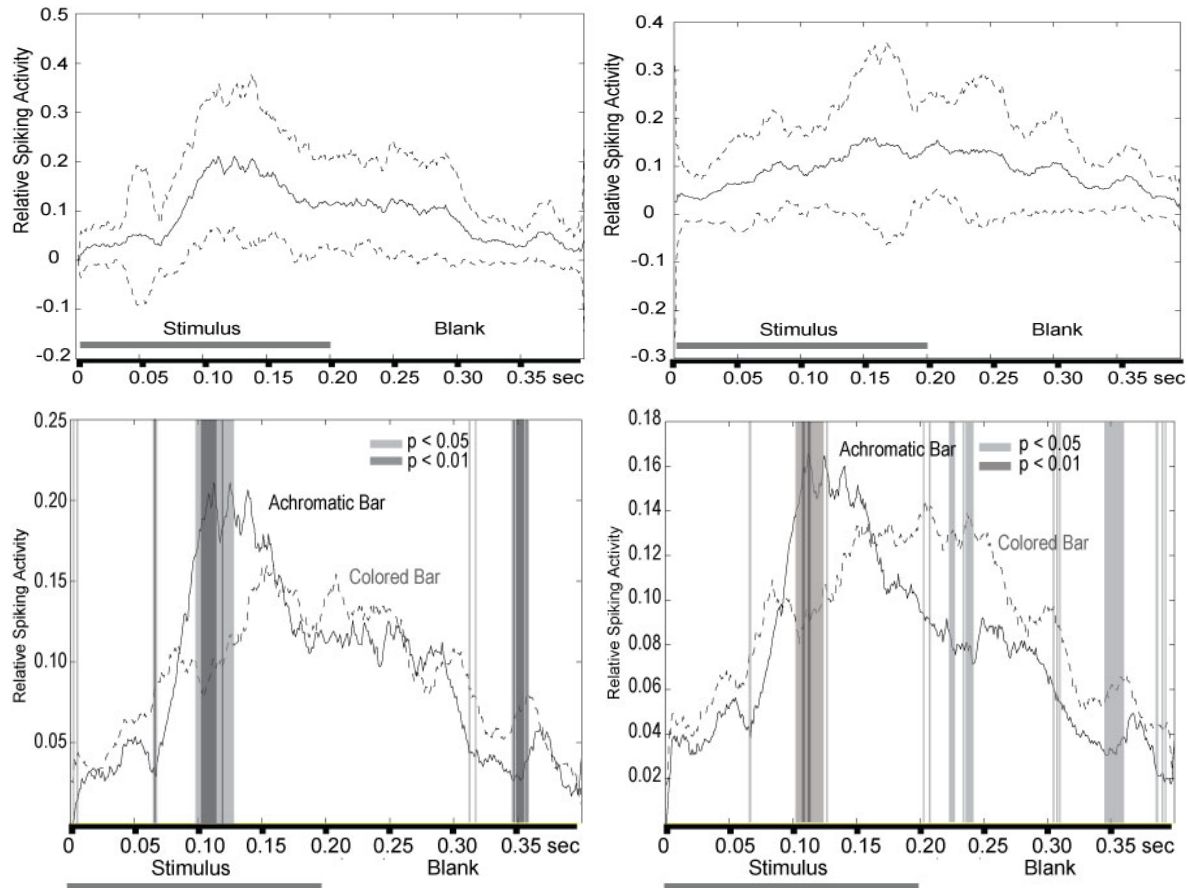 Relative Spiking Activity
0.5
0.4
0.3
0.2
0.1
0
-0.1
-0.2
Stimulus Blank
0 0.05 0.10 0.15 0.20 0.25 0.30 0.35 sec
Relative Spiking Activity
0.4
0.3
0.2
0.1
0
-0.1
-0.2
-0.3
Stimulus Blank
0 0.05 0.10 0.15 0.20 0.25 0.30 0.35 sec
Relative Spiking Activity
0.25
0.20
0.15
0.10
0.05
p < 0.05
p < 0.01
Achromatic Bar
Colored Bar
0 0.05 0.10 0.15 0.20 0.25 0.30 0.35 sec
Stimulus Blank
Relative Spiking Activity
0.18
0.16
0.14
0.12
0.10
0.08
0.06
0.04
0.02
Achromatic Bar
p < 0.05
p < 0.01
Colored Bar
0 0.05 0.10 0.15 0.20 0.25 0.30 0.35 sec
Stimulus Blank